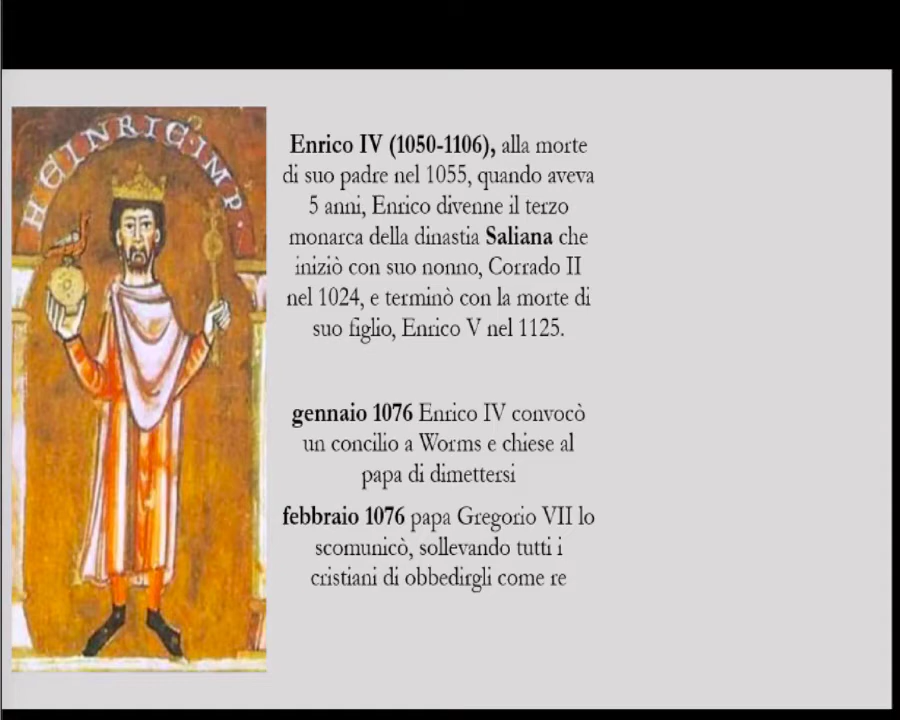 HEINRIC·IMP.
Enrico IV (1050-1106), alla morte
di suo padre nel 1055, quando aveva
5 anni, Enrico divenne il terzo
monarca della dinastia Saliana che
iniziò con suo nonno, Corrado II
nel 1024, e terminò con la morte di
suo figlio, Enrico V nel 1125.
gennaio 1076 Enrico IV convocò
un concilio a Worms e chiese al
papa di dimettersi
febbraio 1076 papa Gregorio VII lo
scomunicò, sollevando tutti i
cristiani di obbedirgli come re